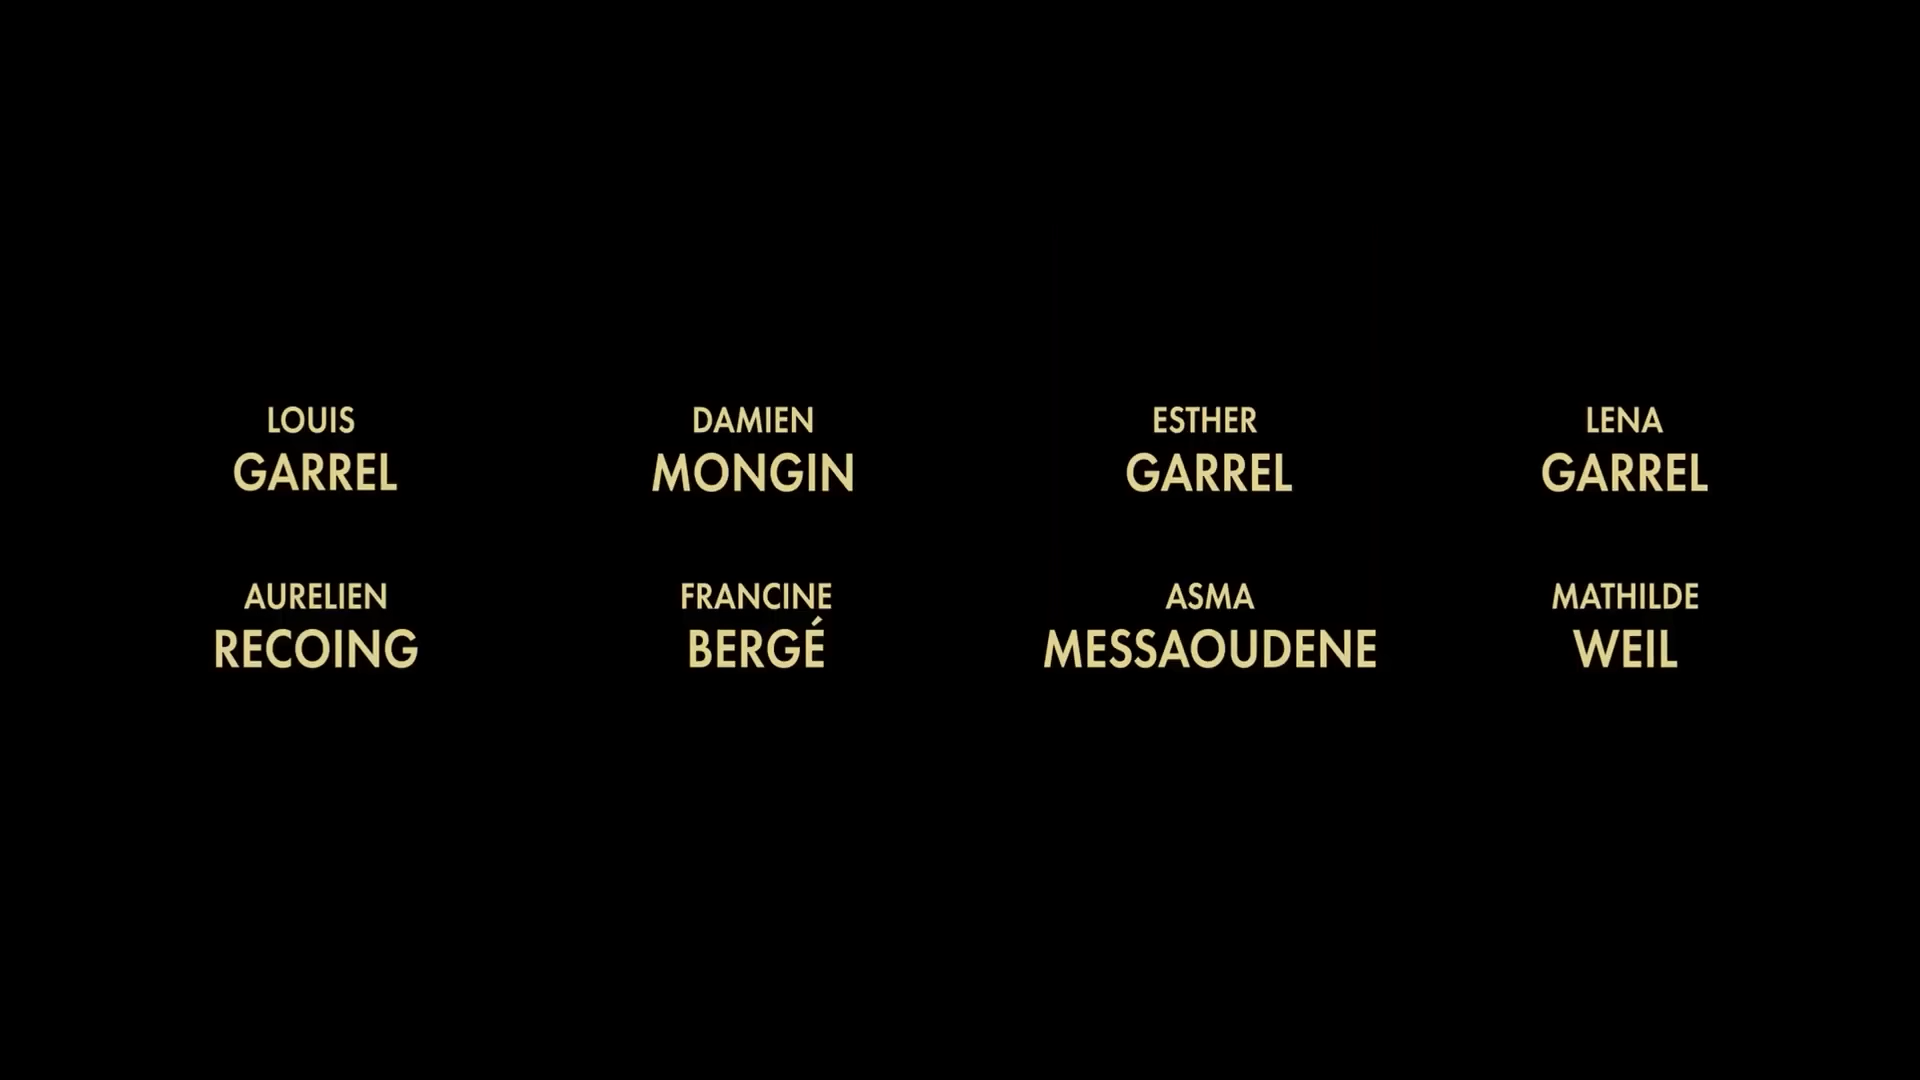 LOUIS
GARREL
DAMIEN
MONGIN
ESTHER
GARREL
LENA
GARREL
AURELIEN
RECOING
FRANCINE
BERGÉ
ASMA
MESSAOUDENE
MATHILDE
WEIL